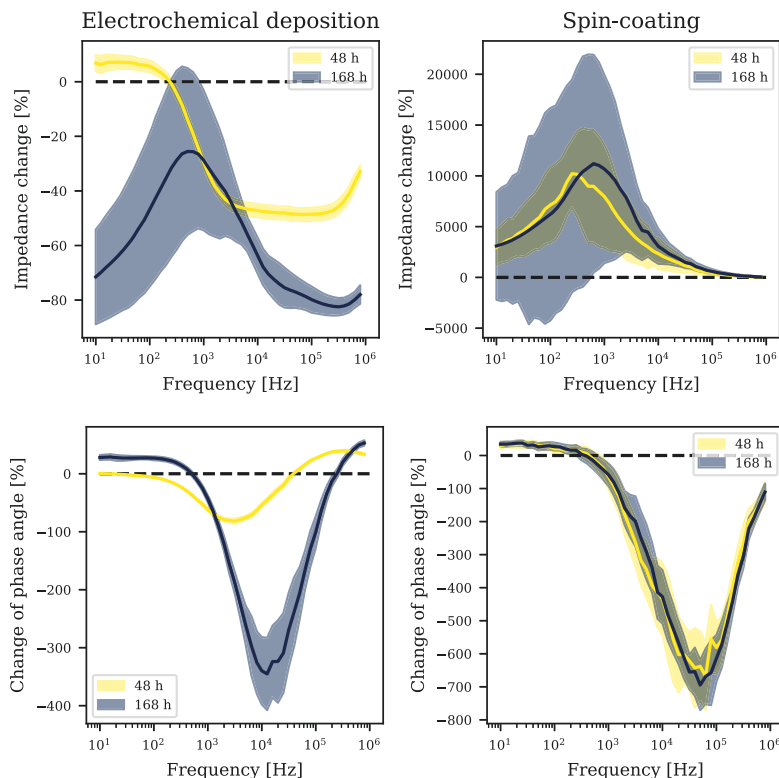 Electrochemical deposition
Spin-coating
Impedance change [%]
0
−20
−40
−60
−80
48 h
168 h
10¹ 10² 10³ 10⁴ 10⁵ 10⁶
Frequency [Hz]
Impedance change [%]
20000
15000
10000
5000
0
−5000
48 h
168 h
10¹ 10² 10³ 10⁴ 10⁵ 10⁶
Frequency [Hz]
Change of phase angle [%]
0
−100
−200
−300
−400
48 h
168 h
10¹ 10² 10³ 10⁴ 10⁵ 10⁶
Frequency [Hz]
Change of phase angle [%]
0
−100
−200
−300
−400
−500
−600
−700
−800
48 h
168 h
10¹ 10² 10³ 10⁴ 10⁵ 10⁶
Frequency [Hz]